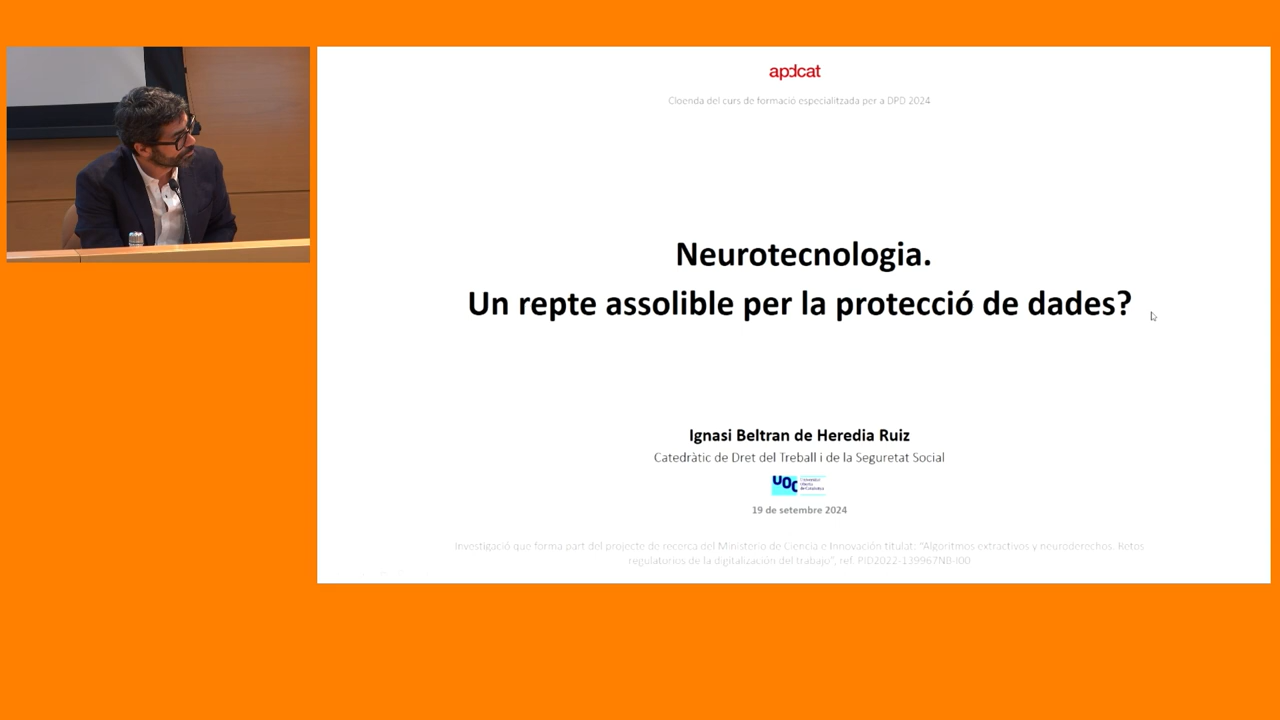 apdcat
Cloenda del curs de formació especialitzada per a DPD 2024
Neurotecnologia.
Un repte assolible per la protecció de dades?
Ignasi Beltran de Heredia Ruiz
Catedràtic de Dret del Treball i de la Seguretat Social
UOC
19 de setembre 2024
Investigació que forma part del projecte de recerca del Ministerio de Ciencia e Innovación titulat: "Algoritmos extractivos y neuroderechos. Retos
regulatorios de la digitalización del trabajo", ref. PID2022-139967NB-I00